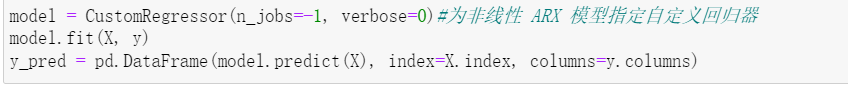 model = CustomRegressor(n_jobs=-1, verbose=0)#为非线性 ARX 模型指定自定义回归器
model.fit(X, y)
y_pred = pd.DataFrame(model.predict(X), index=X.index, columns=y.columns)